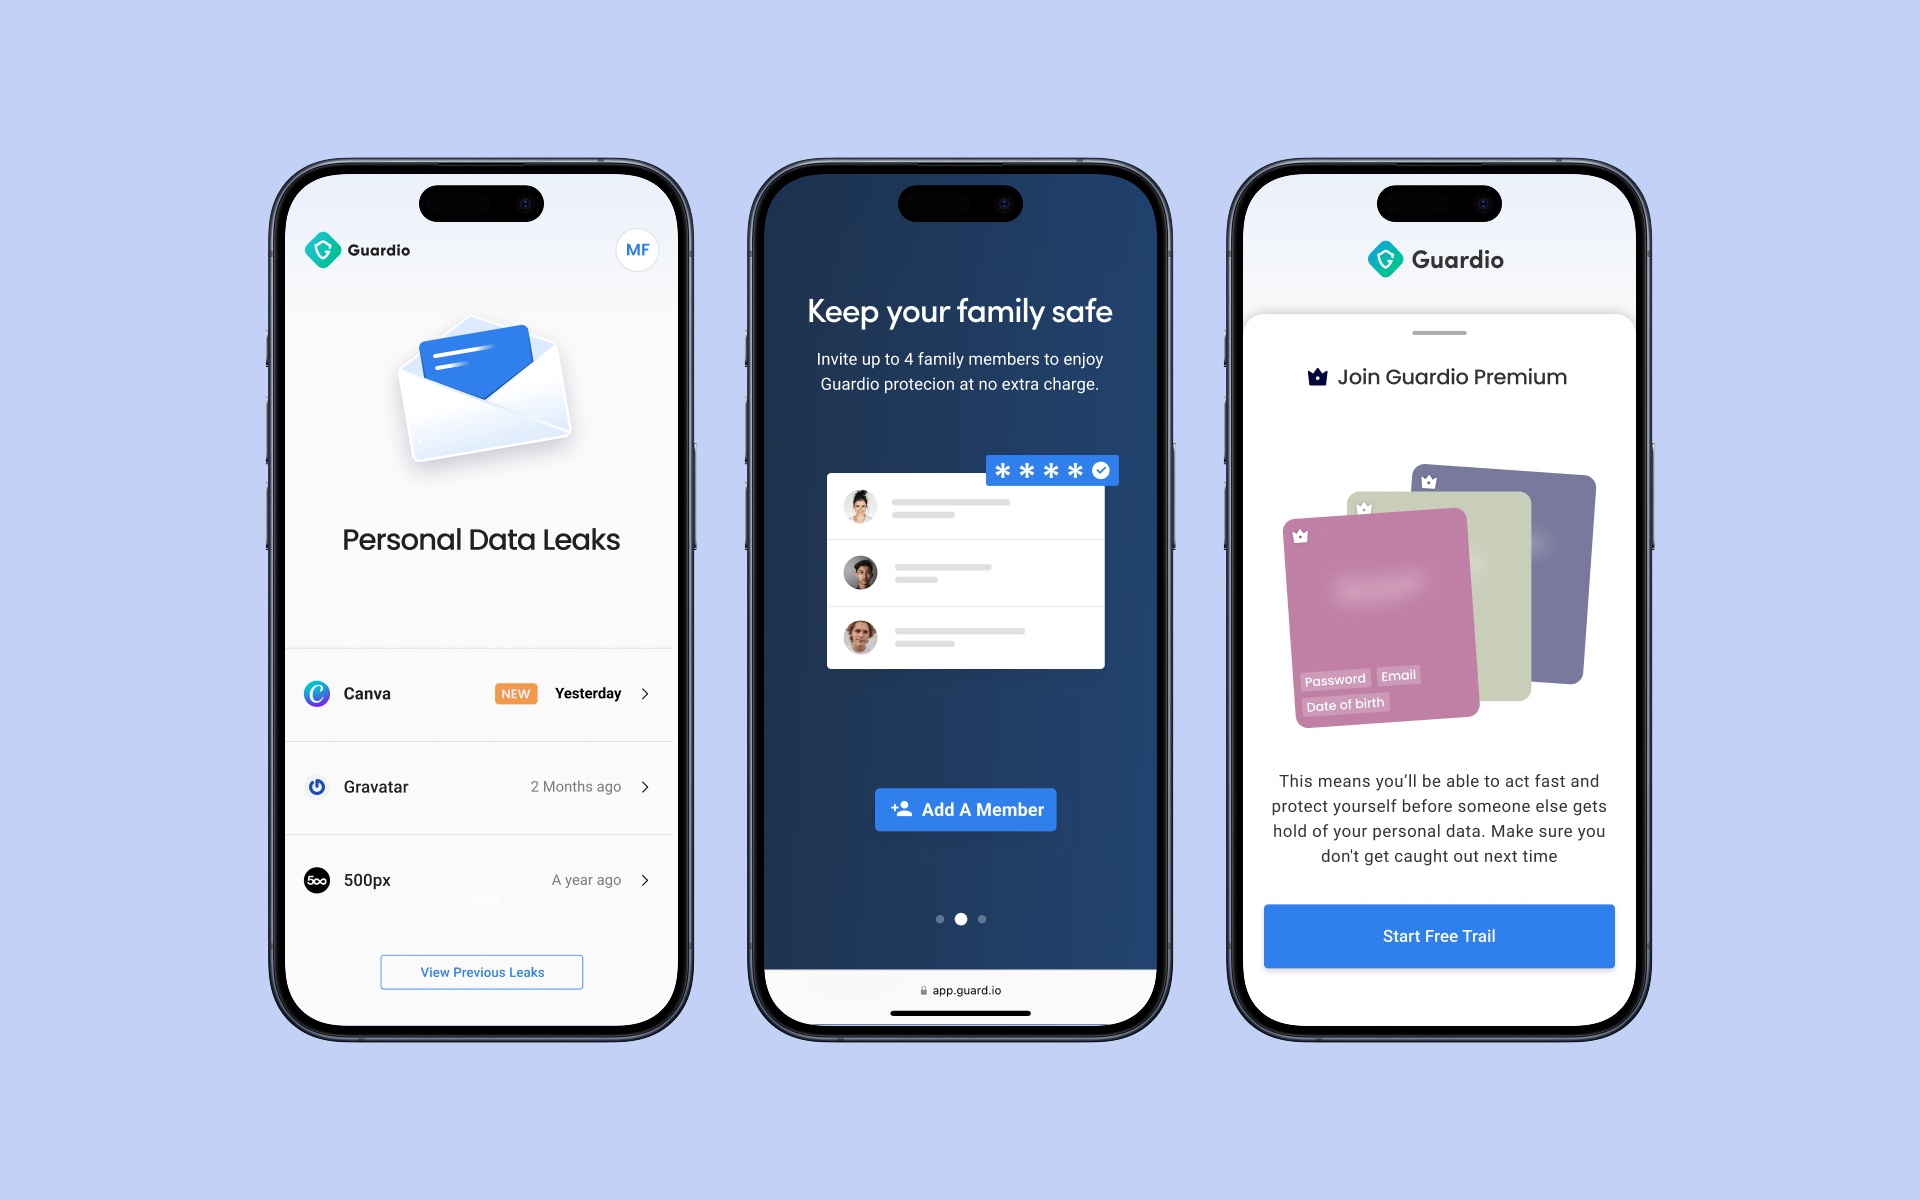 Guardio
MF
Personal Data Leaks
Canva
NEW
Yesterday
Gravatar
2 Months ago
500px
A year ago
View Previous Leaks
Keep your family safe
Invite up to 4 family members to enjoy
Guardio protecion at no extra charge.
* * * *
Add A Member
app.guard.io
Guardio
Join Guardio Premium
Password Email
Date of birth
This means you’ll be able to act fast and
protect yourself before someone else gets
hold of your personal data. Make sure you
don't get caught out next time
Start Free Trail